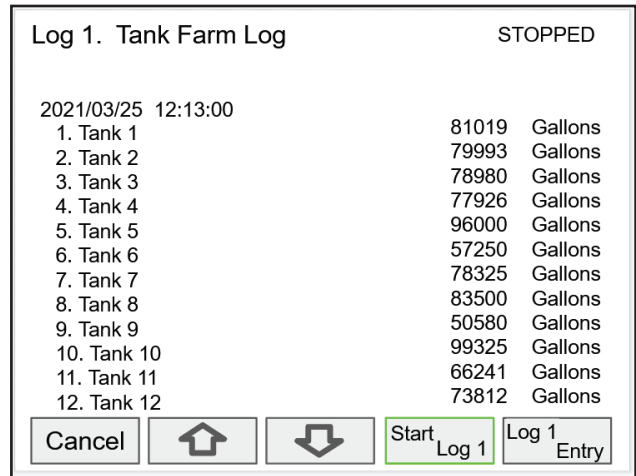 Log 1. Tank Farm Log STOPPED
2021/03/25 12:13:00
1. Tank 1 81019 Gallons
2. Tank 2 79993 Gallons
3. Tank 3 78980 Gallons
4. Tank 4 77926 Gallons
5. Tank 5 96000 Gallons
6. Tank 6 57250 Gallons
7. Tank 7 78325 Gallons
8. Tank 8 83500 Gallons
9. Tank 9 50580 Gallons
10. Tank 10 99325 Gallons
11. Tank 11 66241 Gallons
12. Tank 12 73812 Gallons
Cancel Start Log 1 Log 1 Entry